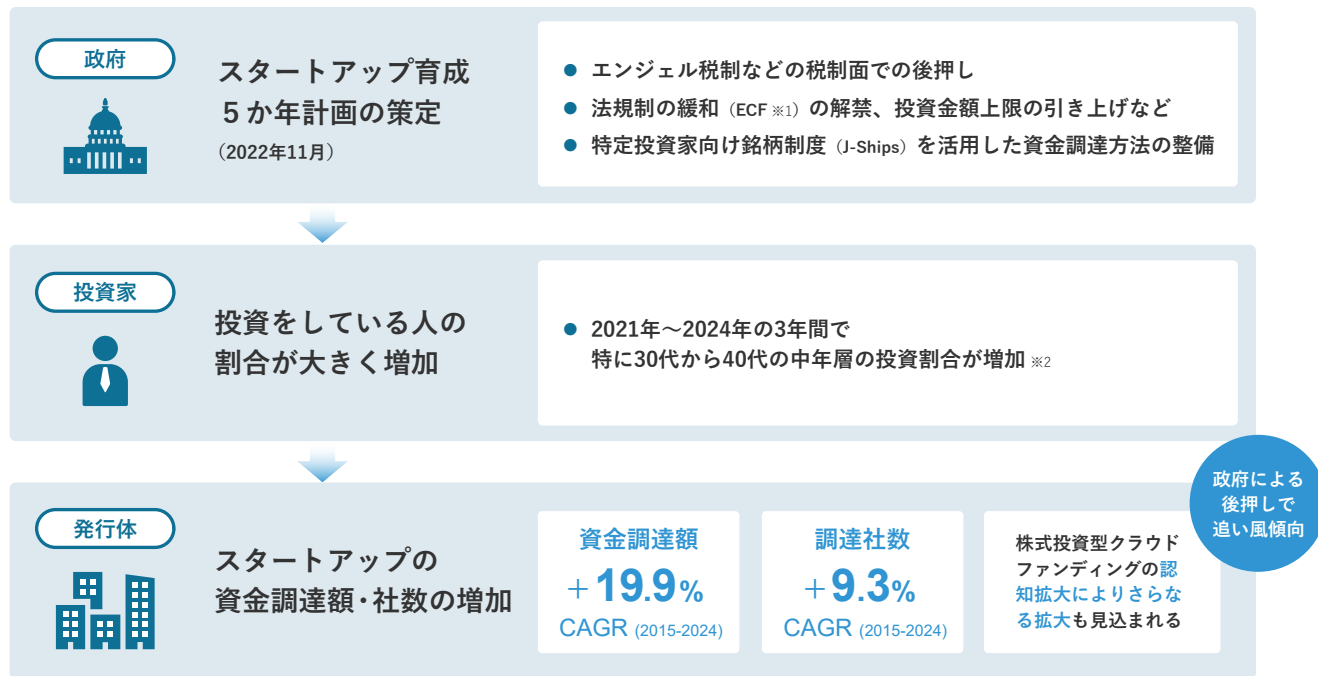 政府
スタートアップ育成
5か年計画の策定
（2022年11月）
● エンジェル税制などの税制面での後押し
● 法規制の緩和（ECF ※1）の解禁、投資金額上限の引き上げなど
● 特定投資家向け銘柄制度（J-Ships）を活用した資金調達方法の整備
投資家
投資をしている人の
割合が大きく増加
● 2021年～2024年の3年間で
特に30代から40代の中年層の投資割合が増加 ※2
発行体
スタートアップの
資金調達額・社数の増加
資金調達額
＋19.9%
CAGR (2015-2024)
調達社数
＋9.3%
CAGR (2015-2024)
株式投資型クラウド
ファンディングの認
知拡大によりさらな
る拡大も見込まれる
政府による
後押しで
追い風傾向